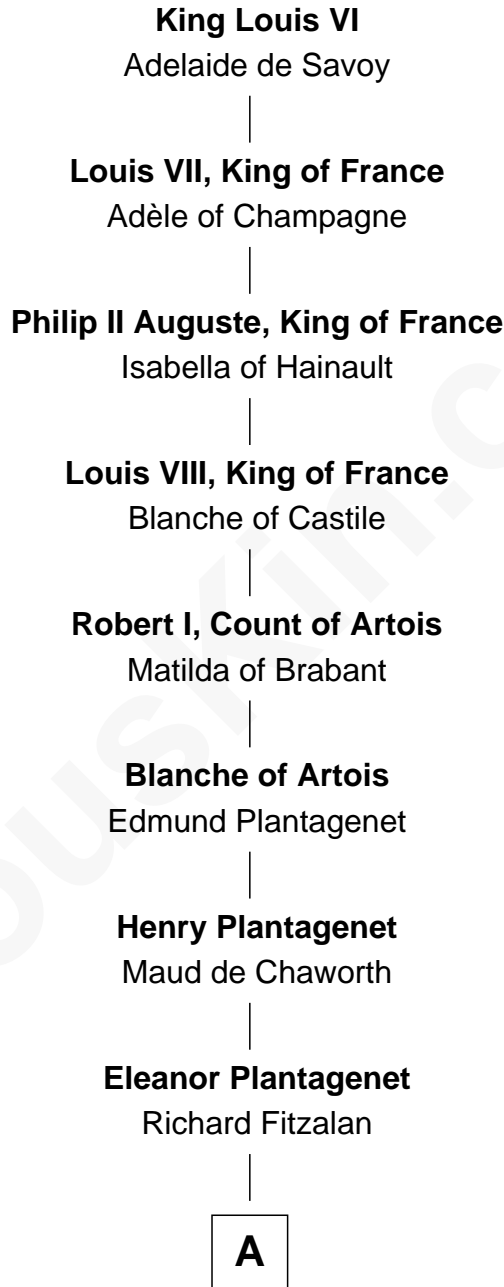 King Louis VI
Adelaide de Savoy
Louis VII, King of France
Adèle of Champagne
Philip II Auguste, King of France
Isabella of Hainault
Louis VIII, King of France
Blanche of Castile
Robert I, Count of Artois
Matilda of Brabant
Blanche of Artois
Edmund Plantagenet
Henry Plantagenet
Maud de Chaworth
Eleanor Plantagenet
Richard Fitzalan
A